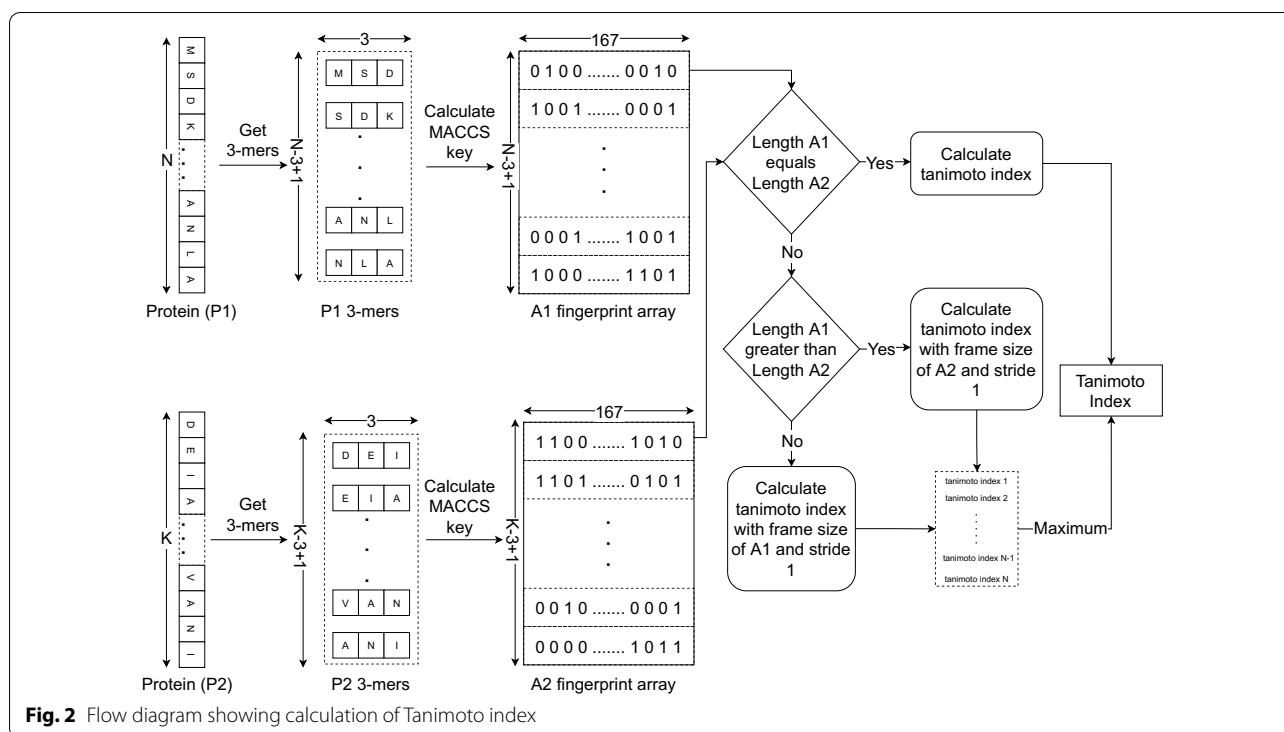 M
S
D
K
A
N
L
A
N
Protein (P1)
Get
3-mers
3
N-3+1
M S D
S D K
A N L
N L A
P1 3-mers
Calculate
MACCS
key
167
N-3+1
0 1 0 0 ....... 0 0 1 0
1 0 0 1 ....... 0 0 0 1
0 0 0 1 ....... 1 0 0 1
1 0 0 0 ....... 1 1 0 1
A1 fingerprint array
Length A1
equals
Length A2
Yes
Calculate
tanimoto index
No
Length A1
greater than
Length A2
Yes
Calculate
tanimoto index
with frame size
of A2 and stride
1
Tanimoto
Index
No
Calculate
tanimoto index
with frame size
of A1 and stride
1
tanimoto index 1
tanimoto index 2
tanimoto index N-1
tanimoto index N
Maximum
D
E
I
A
V
A
N
I
K
Protein (P2)
Get
3-mers
3
K-3+1
D E I
E I A
V A N
A N I
P2 3-mers
Calculate
MACCS
key
167
K-3+1
1 1 0 0 ....... 1 0 1 0
1 1 0 1 ....... 0 1 0 1
0 0 1 0 ....... 0 0 0 1
0 0 0 0 ....... 1 0 1 1
A2 fingerprint array
Fig. 2 Flow diagram showing calculation of Tanimoto index